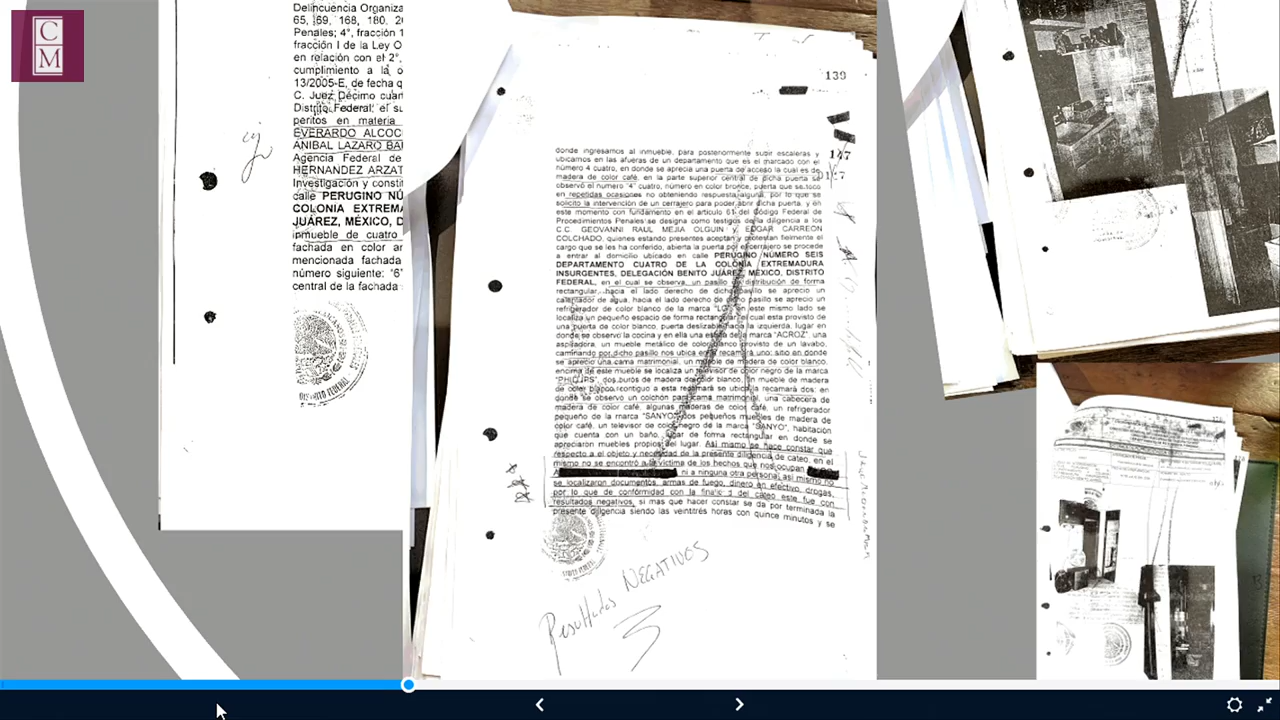 C
M
Delincuencia Organiza
65, 69, 168, 180, 20
Penales; 4°, fracción 1
fracción I de la Ley O
en relación con el 2°,
cumplimiento a la o
13/2005-E, de fecha q
C. Juez Décimo cuar
Distrito Federal; el su
peritos en materia
EVERARDO ALCOC
ANIBAL LAZARO BA
Agencia Federal de
HERNANDEZ ARZAT
Investigación y constit
calle PERUGINO NÚ
COLONIA EXTREMA
JUÁREZ, MÉXICO, D
inmueble de cuatro
fachada en color ar
mencionada fachada
número siguiente: "6"
central de la fachada
DISTRITO FEDERAL
139
147
donde ingresamos al inmueble, para posteriormente subir escaleras y
ubicarnos en las afueras de un departamento que es el marcado con el
número 4 cuatro, en donde se aprecia una puerta de acceso la cual es de
madera de color café, en la parte superior central de dicha puerta se
observó el numero "4" cuatro, número en color bronce, puerta que se toco
en repetidas ocasiones no obteniendo respuesta alguna, por lo que se
solicito la intervención de un cerrajero para poder abrir dicha puerta, y en
este momento con fundamento en el artículo 61 del Código Federal de
Procedimientos Penales se designa como testigos de la diligencia a los
C.C. GEOVANNI RAUL MEJIA OLGUIN y EDGAR CARREON
COLCHADO, quienes estando presentes aceptan y protestan fielmente el
cargo que se les ha conferido, abierta la puerta por el cerrajero se procede
a entrar al domicilio ubicado en calle PERUGINO NÚMERO SEIS
DEPARTAMENTO CUATRO DE LA COLONIA EXTREMADURA
INSURGENTES, DELEGACIÓN BENITO JUÁREZ, MÉXICO, DISTRITO
FEDERAL, en el cual se observa, un pasillo de distribución de forma
rectangular, hacia el lado derecho de dicho pasillo se aprecio un
calentador de agua, hacia el lado derecho de pasillo se aprecio un
refrigerador de color blanco de la marca en este mismo lado se
localiza un pequeño espacio de forma rectangular el cual esta provisto de
una puerta de color blanco, puerta deslizable hacia la izquierda, lugar en
donde se observo la cocina y en ella una estufa de la marca "ACROZ" una
aspiradora, un mueble metálico de color blanco provisto de un lavabo,
caminando por dicho pasillo nos ubica en recamara uno: sitio en donde
se aprecio una cama matrimonial, un mueble de madera de color blanco,
encima de este mueble se localiza un televisor de color negro de la marca
"PHILIPS", dos buros de madera de color blanco, un mueble de madera
de color blanco, contiguo a esta recamara se ubica la recamará dos: en
donde se observo un colchón para cama matrimonial, una cabecera de
madera de color café, algunas maderas de color café, un refrigerador
pequeño de la marca "SANYO", dos pequeños muebles de madera de
color café, un televisor de color negro de la marca "SANYO", habitación
que cuenta con un baño, lugar de forma rectangular en donde se
apreciaron muebles propios del lugar. Así mismo se hace constar que
respecto a el objeto y necesidad de la presente diligencia de cateo, en el
mismo no se encontró a la víctima de los hechos que nos ocupan
ni a ninguna otra persona, así mismo no
se localizaron documentos, armas de fuego, dinero en efectivo, drogas,
por lo que de conformidad con la finalidad del cateo este fue con
resultados negativos, si mas que hacer constar se da por terminada la
presente diligencia siendo las veintitrés horas con quince minutos y se
Resultados NEGATIVOS